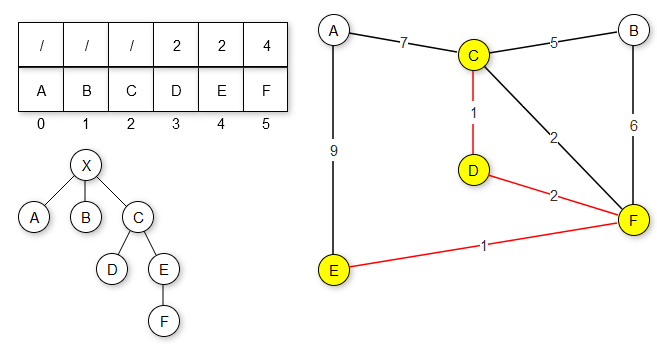 / / / 2 2 4
A B C D E F
0 1 2 3 4 5
X
A B C
D E
F
A B
7 5
C
1
9 2 6
D
2
F
1
E